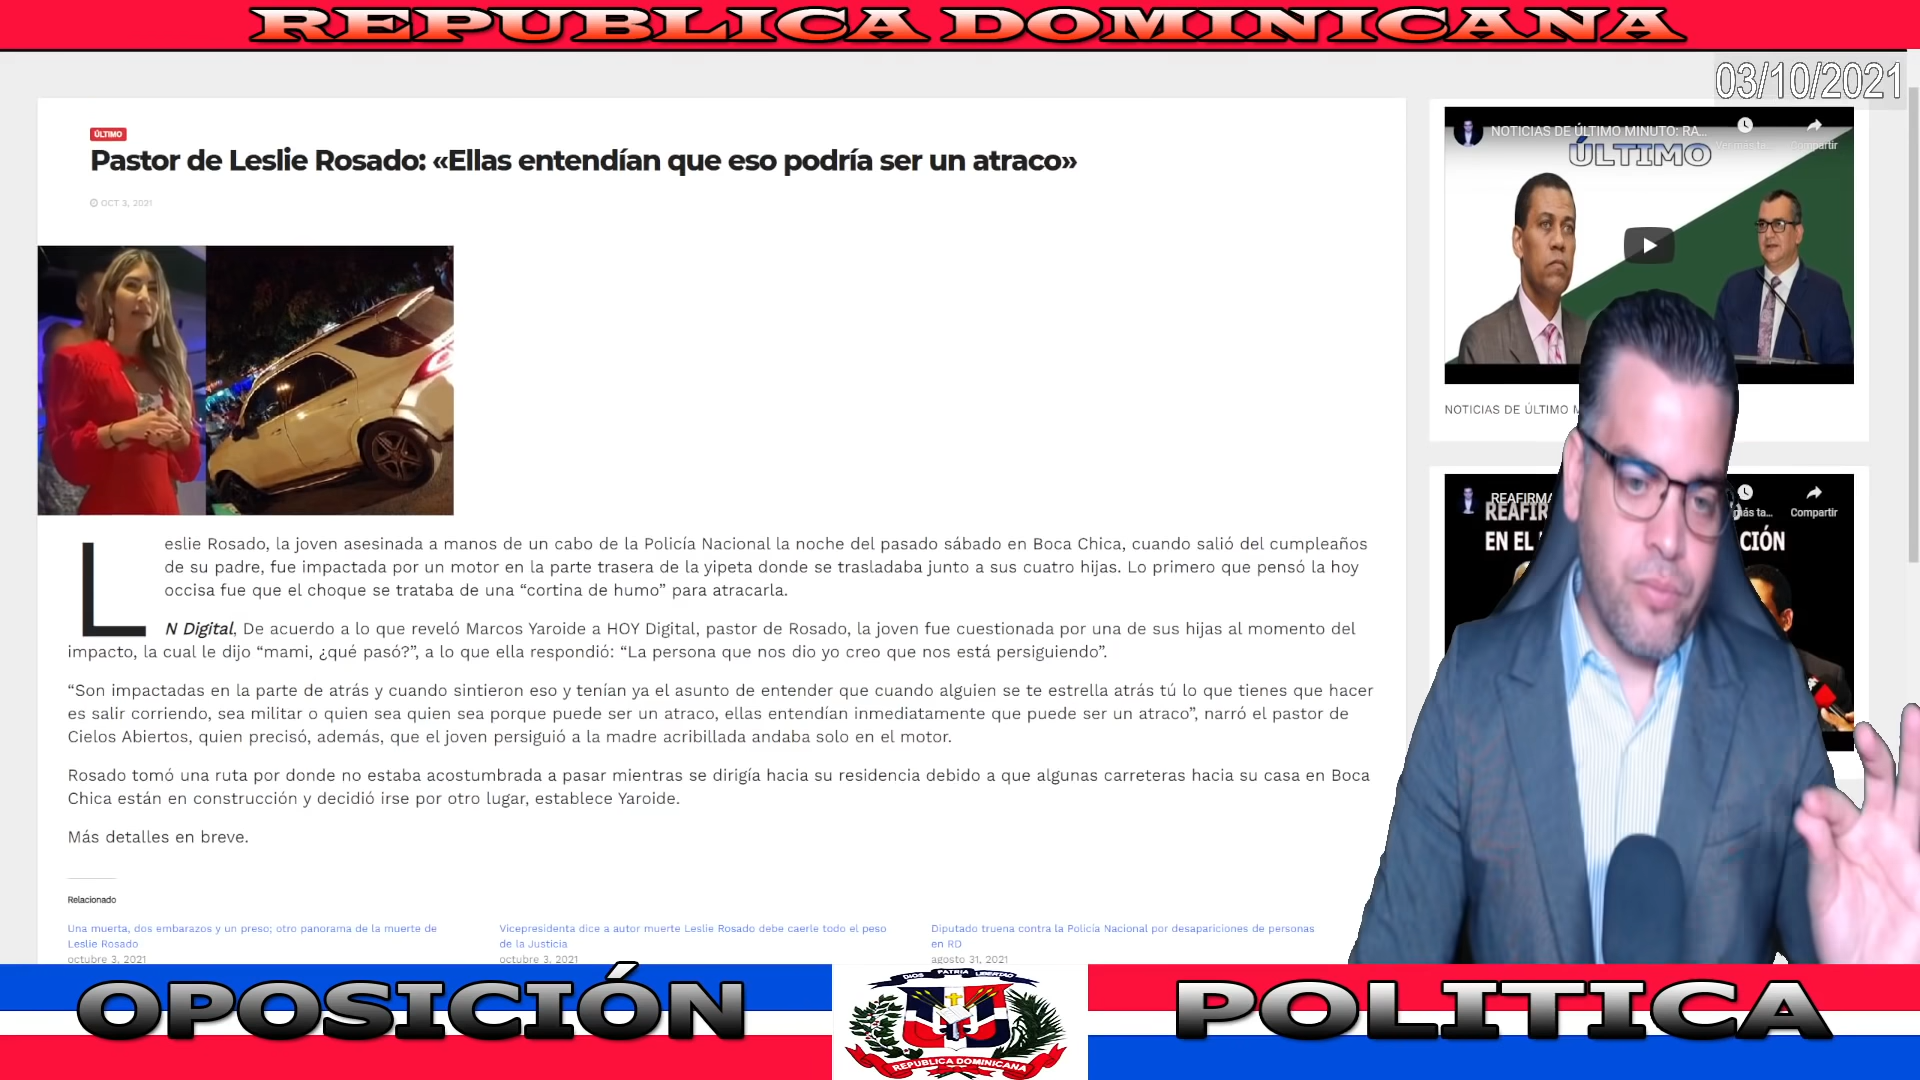 REPUBLICA DOMINICANA
03/10/2021
ÚLTIMO
Pastor de Leslie Rosado: «Ellas entendían que eso podría ser un atraco»
OCT 3, 2021
Leslie Rosado, la joven asesinada a manos de un cabo de la Policía Nacional la noche del pasado sábado en Boca Chica, cuando salió del cumpleaños
de su padre, fue impactada por un motor en la parte trasera de la yipeta donde se trasladaba junto a sus cuatro hijas. Lo primero que pensó la hoy
occisa fue que el choque se trataba de una “cortina de humo” para atracarla.
N Digital, De acuerdo a lo que reveló Marcos Yaroide a HOY Digital, pastor de Rosado, la joven fue cuestionada por una de sus hijas al momento del
impacto, la cual le dijo “mami, ¿qué pasó?”, a lo que ella respondió: “La persona que nos dio yo creo que nos está persiguiendo”.
“Son impactadas en la parte de atrás y cuando sintieron eso y tenían ya el asunto de entender que cuando alguien se te estrella atrás tú lo que tienes que hacer
es salir corriendo, sea militar o quien sea quien sea porque puede ser un atraco, ellas entendían inmediatamente que puede ser un atraco”, narró el pastor de
Cielos Abiertos, quien precisó, además, que el joven persiguió a la madre acribillada andaba solo en el motor.
Rosado tomó una ruta por donde no estaba acostumbrada a pasar mientras se dirigía hacia su residencia debido a que algunas carreteras hacia su casa en Boca
Chica están en construcción y decidió irse por otro lugar, establece Yaroide.
Más detalles en breve.
Relacionado
Una muerta, dos embarazos y un preso; otro panorama de la muerte de
Leslie Rosado
octubre 3, 2021
Vicepresidenta dice a autor muerte Leslie Rosado debe caerle todo el peso
de la Justicia
octubre 3, 2021
Diputado truena contra la Policía Nacional por desapariciones de personas
en RD
agosto 31, 2021
NOTICIAS DE ÚLTIMO MINUTO: RA...
Ver más ta... Compartir
ÚLTIMO
NOTICIAS DE ÚLTIMO M
REAFIRMA
más ta... Compartir
REAFIR
EN EL
CIÓN
OPOSICIÓN
DIOS PATRIA LIBERTAD
REPUBLICA DOMINICANA
POLITICA